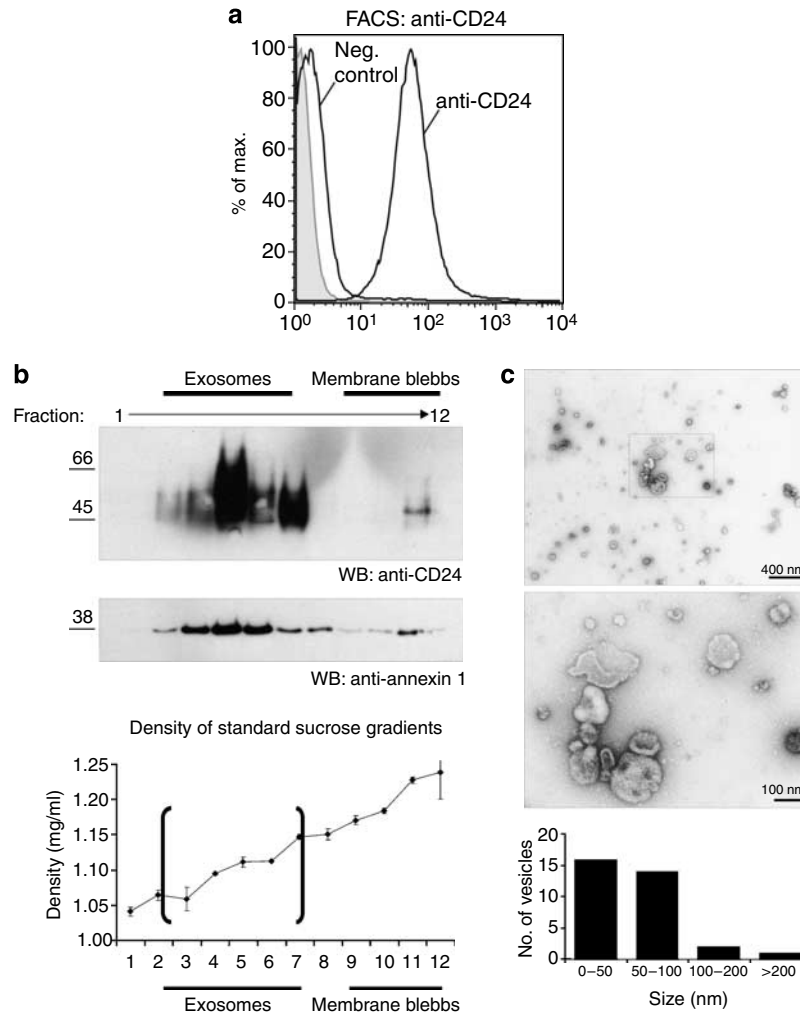 a
FACS: anti-CD24
Neg.
control
anti-CD24
% of max.
100
80
60
40
20
0
10⁰ 10¹ 10² 10³ 10⁴
b
Exosomes Membrane blebbs
Fraction: 1 12
66
45
WB: anti-CD24
38
WB: anti-annexin 1
Density of standard sucrose gradients
Density (mg/ml)
1.25
1.20
1.15
1.10
1.05
1.00
1 2 3 4 5 6 7 8 9 10 11 12
Exosomes Membrane blebbs
c
400 nm
100 nm
No. of vesicles
20
15
10
5
0
0–50 50–100 100–200 >200
Size (nm)